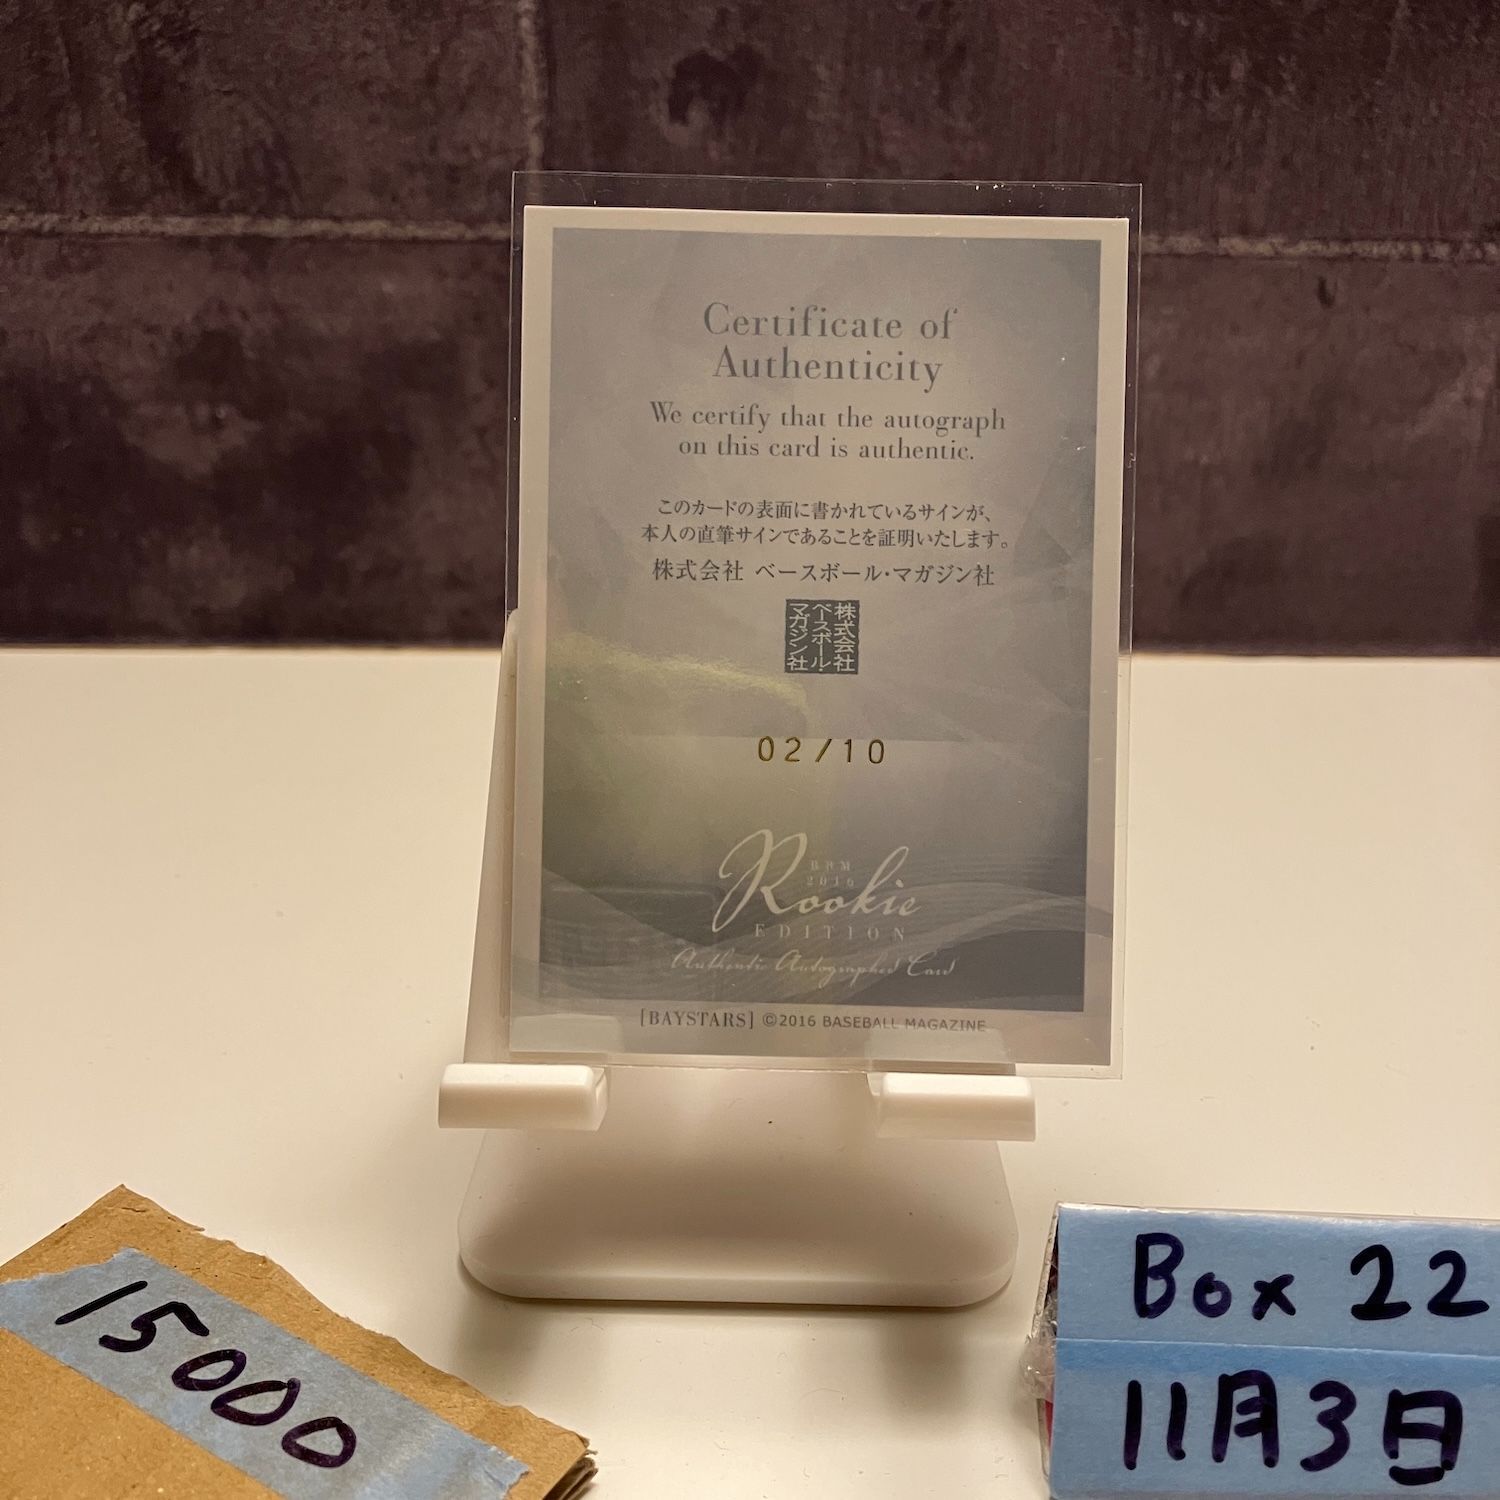 Certificate of
Authenticity
We certify that the autograph
on this card is authentic.
このカードの表面に書かれているサインが、
本人の直筆サインであることを証明いたします。
株式会社 ベースボール・マガジン社
株式会社
ベースボール・
マガジン社
02/10
BBM
2016
Rookie
EDITION
Authentic Autographed Card
[BAYSTARS] ©2016 BASEBALL MAGAZINE
15000
Box 22
11月3日